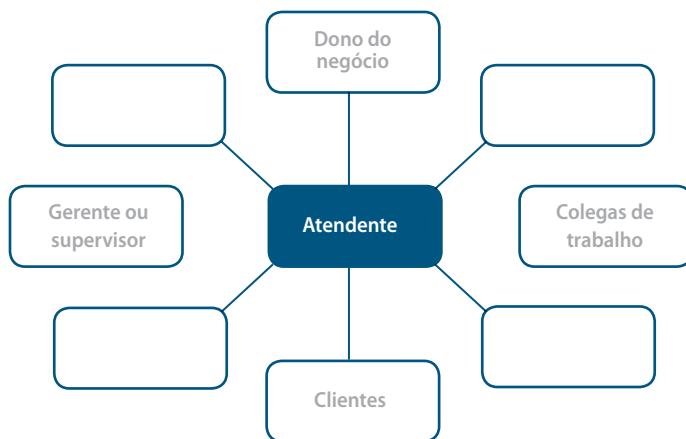 Dono do
negócio
Gerente ou
supervisor
Atendente
Colegas de
trabalho
Clientes